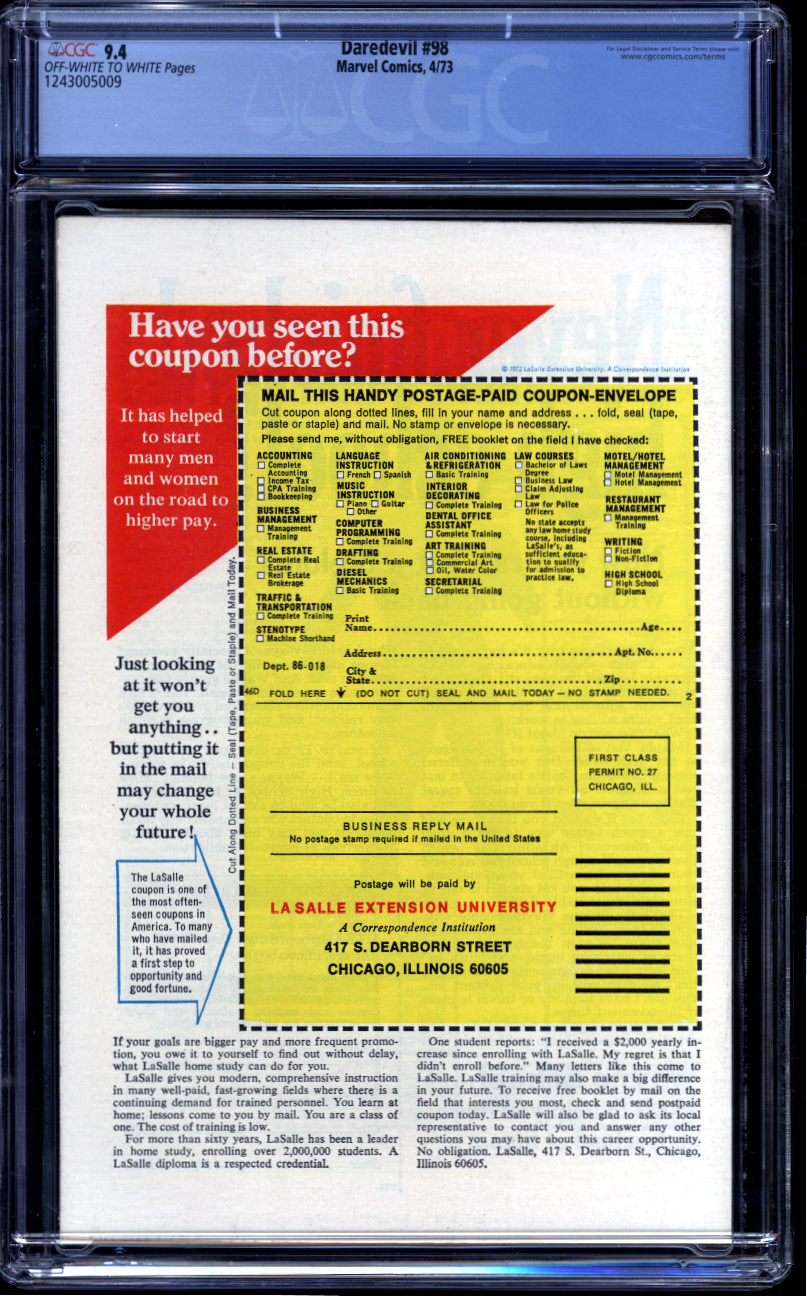 CGC 9.4
OFF-WHITE TO WHITE Pages
1243005009
Daredevil #98
Marvel Comics, 4/73
For Legal Disclaimer and Service Terms please visit:
www.cgccomics.com/terms
CGC
Have you seen this
coupon before?
© 1972 LaSalle Extension University. A Correspondence Institution
It has helped
to start
many men
and women
on the road to
higher pay.
Just looking
at it won't
get you
anything . .
but putting it
in the mail
may change
your whole
future!
The LaSalle
coupon is one of
the most often-
seen coupons in
America. To many
who have mailed
it, it has proved
a first step to
opportunity and
good fortune.
Cut Along Dotted Line — Seal (Tape, Paste or Staple) and Mail Today.
MAIL THIS HANDY POSTAGE-PAID COUPON-ENVELOPE
Cut coupon along dotted lines, fill in your name and address . . . fold, seal (tape,
paste or staple) and mail. No stamp or envelope is necessary.
Please send me, without obligation, FREE booklet on the field I have checked:
ACCOUNTING
Complete
Accounting
Income Tax
CPA Training
Bookkeeping
BUSINESS
MANAGEMENT
Management
Training
REAL ESTATE
Complete Real
Estate
Real Estate
Brokerage
TRAFFIC &
TRANSPORTATION
Complete Training
STENOTYPE
Machine Shorthand
LANGUAGE
INSTRUCTION
French Spanish
MUSIC
INSTRUCTION
Piano Guitar
Other
COMPUTER
PROGRAMMING
Complete Training
DRAFTING
Complete Training
DIESEL
MECHANICS
Basic Training
AIR CONDITIONING
& REFRIGERATION
Basic Training
INTERIOR
DECORATING
Complete Training
DENTAL OFFICE
ASSISTANT
Complete Training
ART TRAINING
Complete Training
Commercial Art
Oil, Water Color
SECRETARIAL
Complete Training
LAW COURSES
Bachelor of Laws
Degree
Business Law
Claim Adjusting
Law
Law for Police
Officers
No state accepts
any law home study
course, including
LaSalle's, as
sufficient educa-
tion to qualify
for admission to
practice law.
MOTEL/HOTEL
MANAGEMENT
Motel Management
Hotel Management
RESTAURANT
MANAGEMENT
Management
Training
WRITING
Fiction
Non-Fiction
HIGH SCHOOL
High School
Diploma
Print
Name..........Age....
Address..........Apt. No......
Dept. 86-018
City &
State..........Zip..........
46D FOLD HERE (DO NOT CUT) SEAL AND MAIL TODAY — NO STAMP NEEDED. 2
FIRST CLASS
PERMIT NO. 27
CHICAGO, ILL.
BUSINESS REPLY MAIL
No postage stamp required if mailed in the United States
Postage will be paid by
LA SALLE EXTENSION UNIVERSITY
A Correspondence Institution
417 S. DEARBORN STREET
CHICAGO, ILLINOIS 60605
If your goals are bigger pay and more frequent promo-
tion, you owe it to yourself to find out without delay,
what LaSalle home study can do for you.
LaSalle gives you modern, comprehensive instruction
in many well-paid, fast-growing fields where there is a
continuing demand for trained personnel. You learn at
home; lessons come to you by mail. You are a class of
one. The cost of training is low.
For more than sixty years, LaSalle has been a leader
in home study, enrolling over 2,000,000 students. A
LaSalle diploma is a respected credential.
One student reports: "I received a $2,000 yearly in-
crease since enrolling with LaSalle. My regret is that I
didn't enroll before." Many letters like this come to
LaSalle. LaSalle training may also make a big difference
in your future. To receive free booklet by mail on the
field that interests you most, check and send postpaid
coupon today. LaSalle will also be glad to ask its local
representative to contact you and answer any other
questions you may have about this career opportunity.
No obligation. LaSalle, 417 S. Dearborn St., Chicago,
Illinois 60605.